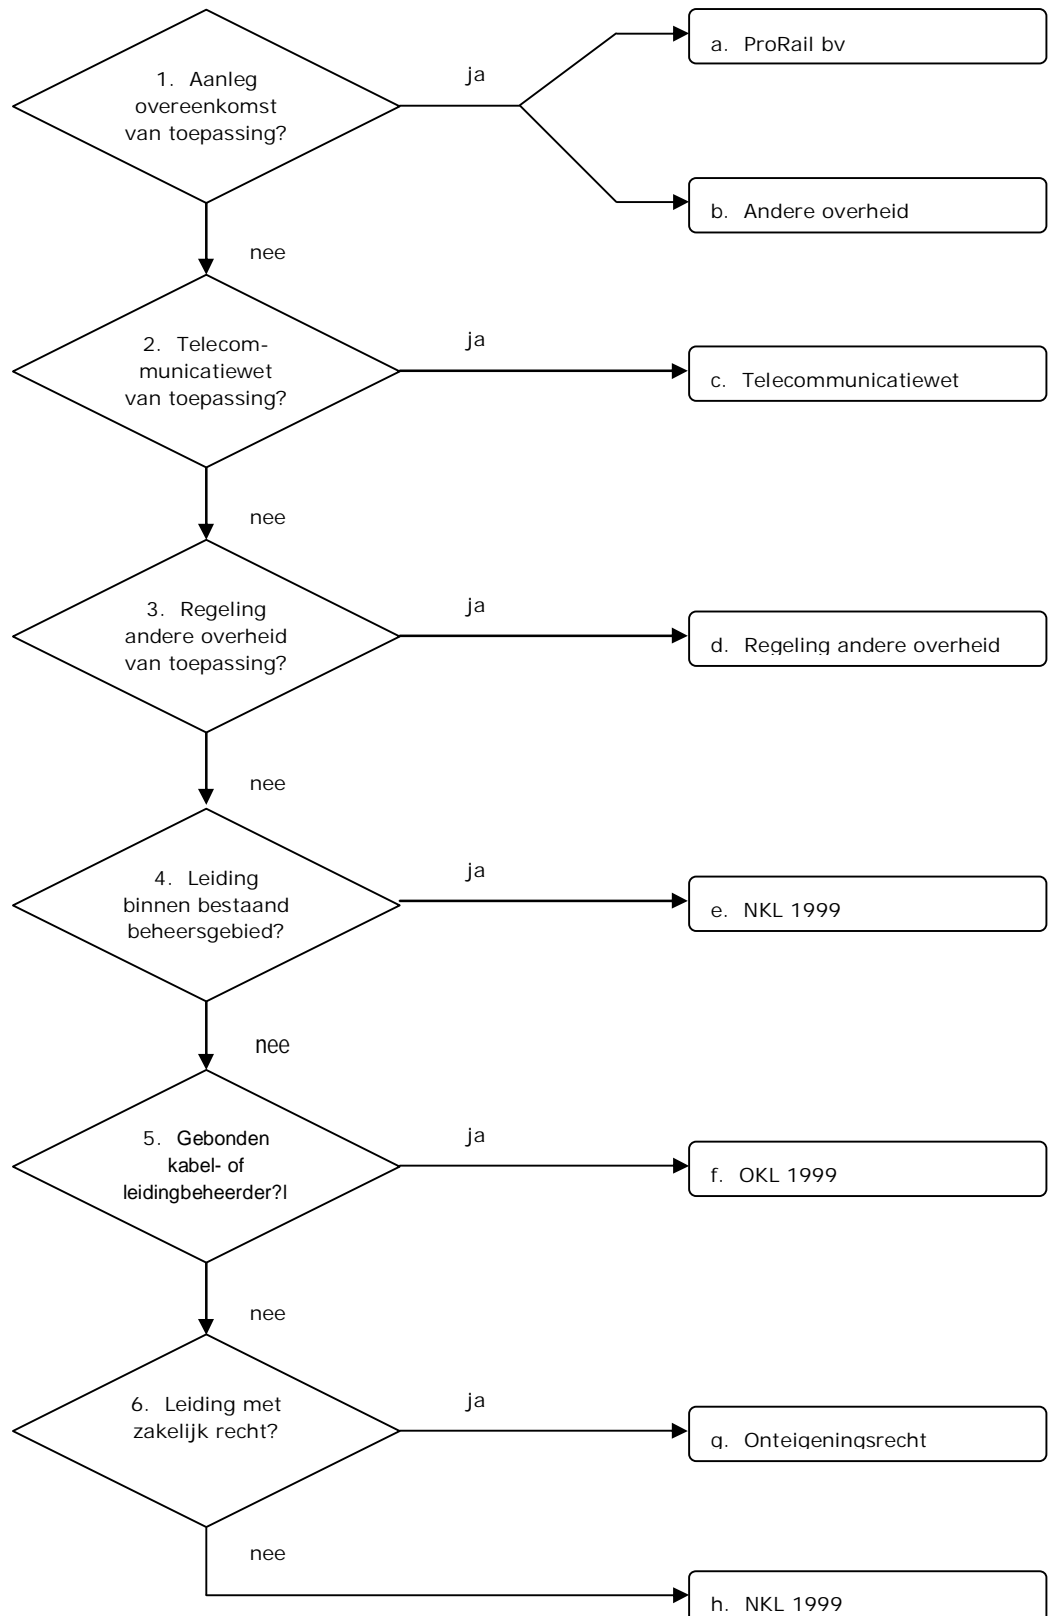 1. Aanleg
overeenkomst
van toepassing?
ja
a. ProRail bv
b. Andere overheid
nee
2. Telecom-
municatiewet
van toepassing?
ja
c. Telecommunicatiewet
nee
3. Regeling
andere overheid
van toepassing?
ja
d. Regeling andere overheid
nee
4. Leiding
binnen bestaand
beheersgebied?
ja
e. NKL 1999
nee
5. Gebonden
kabel- of
leidingbeheerder?l
ja
f. OKL 1999
nee
6. Leiding met
zakelijk recht?
ja
g. Onteigeningsrecht
nee
h. NKL 1999